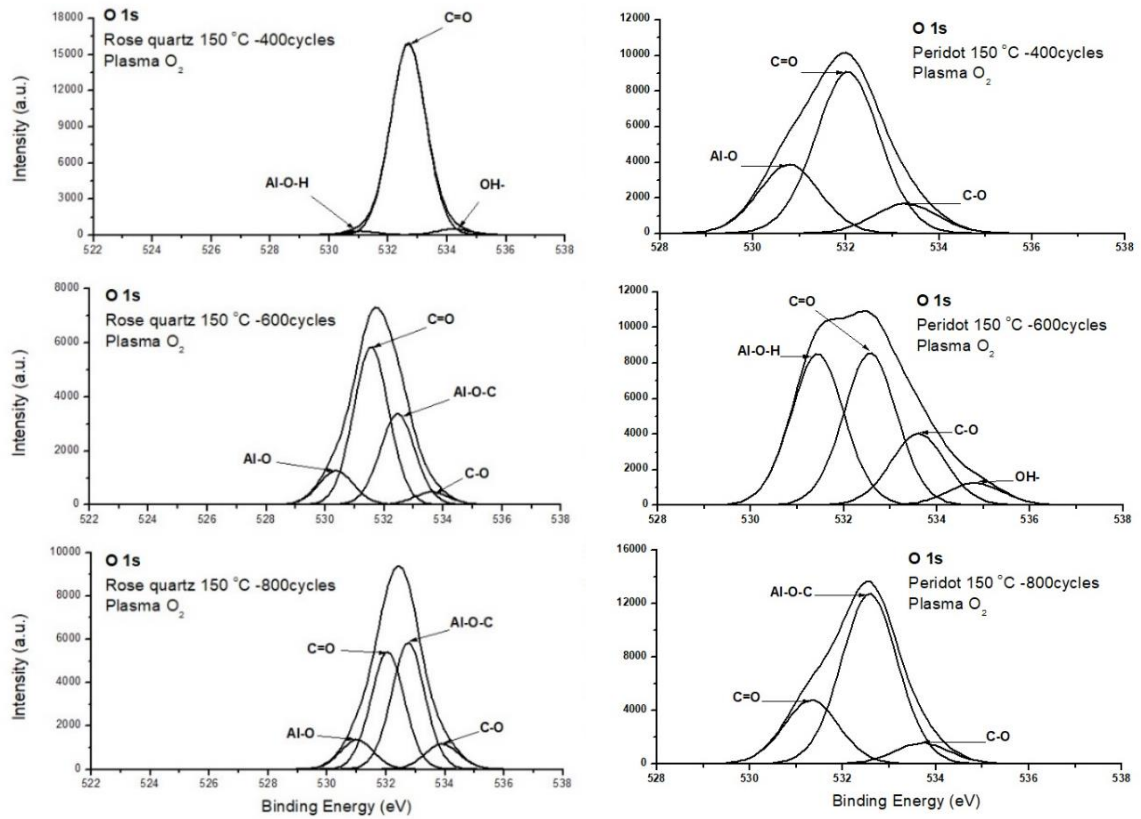 O 1s
Rose quartz 150 °C -400cycles
Plasma O₂
C=O
Al-O-H
OH-
Intensity (a.u.)
18000
15000
12000
9000
6000
3000
0
522 524 526 528 530 532 534 536 538
O 1s
Peridot 150 °C -400cycles
Plasma O₂
C=O
Al-O
C-O
12000
10000
8000
6000
4000
2000
0
528 530 532 534 536 538
O 1s
Rose quartz 150 °C -600cycles
Plasma O₂
C=O
Al-O-C
Al-O
C-O
Intensity (a.u.)
8000
6000
4000
2000
0
522 524 526 528 530 532 534 536 538
O 1s
Peridot 150 °C -600cycles
Plasma O₂
C=O
Al-O-H
C-O
OH-
12000
10000
8000
6000
4000
2000
0
528 530 532 534 536 538
O 1s
Rose quartz 150 °C -800cycles
Plasma O₂
Al-O-C
C=O
Al-O
C-O
Intensity (a.u.)
10000
8000
6000
4000
2000
0
522 524 526 528 530 532 534 536 538
Binding Energy (eV)
O 1s
Peridot 150 °C -800cycles
Plasma O₂
Al-O-C
C=O
C-O
16000
12000
8000
4000
0
528 530 532 534 536 538
Binding Energy (eV)